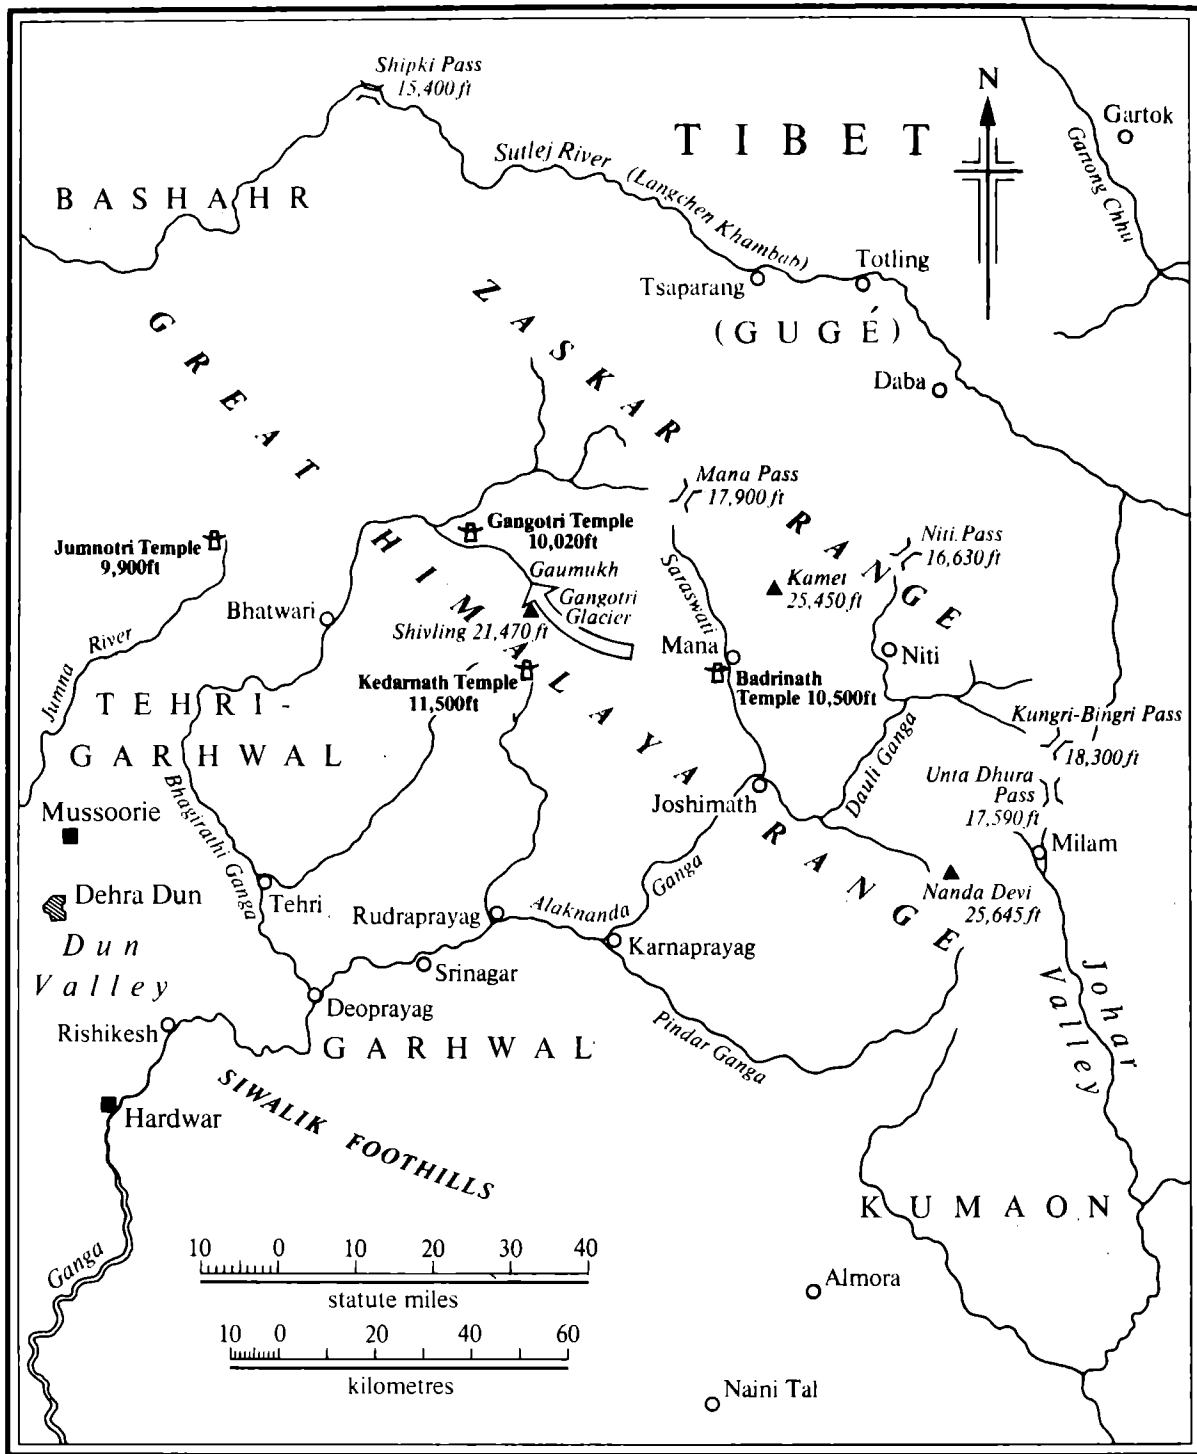 Shipki Pass
15,400 ft
N
TIBET
Gartok
Gartong Chhu
Sutlej River
(Langchen Khambab)
BASHAHR
Totling
Tsaparang
(GUGÉ)
Daba
ZASKAR RANGE
GREAT HIMALAYA RANGE
Mana Pass
17,900 ft
Niti Pass
16,630 ft
Gangotri Temple
10,020ft
Jumnotri Temple
9,900ft
Gaumukh
Gangotri
Glacier
Shivling 21,470 ft
Kamet
25,450 ft
Saraswati
Bhatwari
Mana
Niti
Jumna River
Kedarnath Temple
11,500ft
Badrinath
Temple 10,500ft
TEHRI-
GARHWAL
Kungri-Bingri Pass
18,300 ft
Dauli Ganga
Unta Dhura
Pass
17,590 ft
Joshimath
Mussoorie
Bhagirathi Ganga
Milam
Dehra Dun
Tehri
Nanda Devi
25,645 ft
Rudraprayag
Alaknanda
Ganga
Karnaprayag
Dun
Valley
Srinagar
Johar
Valley
Deoprayag
Rishikesh
GARHWAL
Pindar Ganga
Hardwar
SIWALIK FOOTHILLS
KUMAON
Ganga
10 0 10 20 30 40
statute miles
Almora
10 0 20 40 60
kilometres
Naini Tal